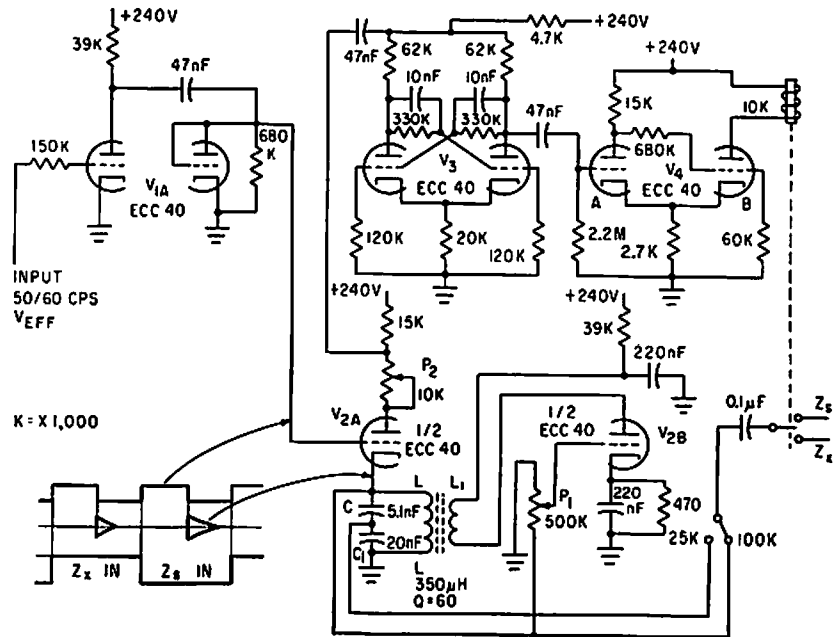 +240V
39K
47nF
680
K
150K
V1A
ECC 40
INPUT
50/60 CPS
VEFF
47nF
62K
10nF
330K
62K
10nF
330K
4.7K
+240V
47nF
V3
ECC 40
120K
20K
120K
+240V
15K
10K
680K
V4
ECC 40
A
B
2.2M
2.7K
60K
+240V
15K
P2
10K
V2A
1/2
ECC 40
+240V
39K
220nF
1/2
ECC 40
V2B
L
L1
C
5.1nF
C1
20nF
L
350μH
Q=60
P1
500K
220
nF
470
25K
100K
0.1μF
Zs
Zx
K = X 1,000
Zx IN
Zs IN